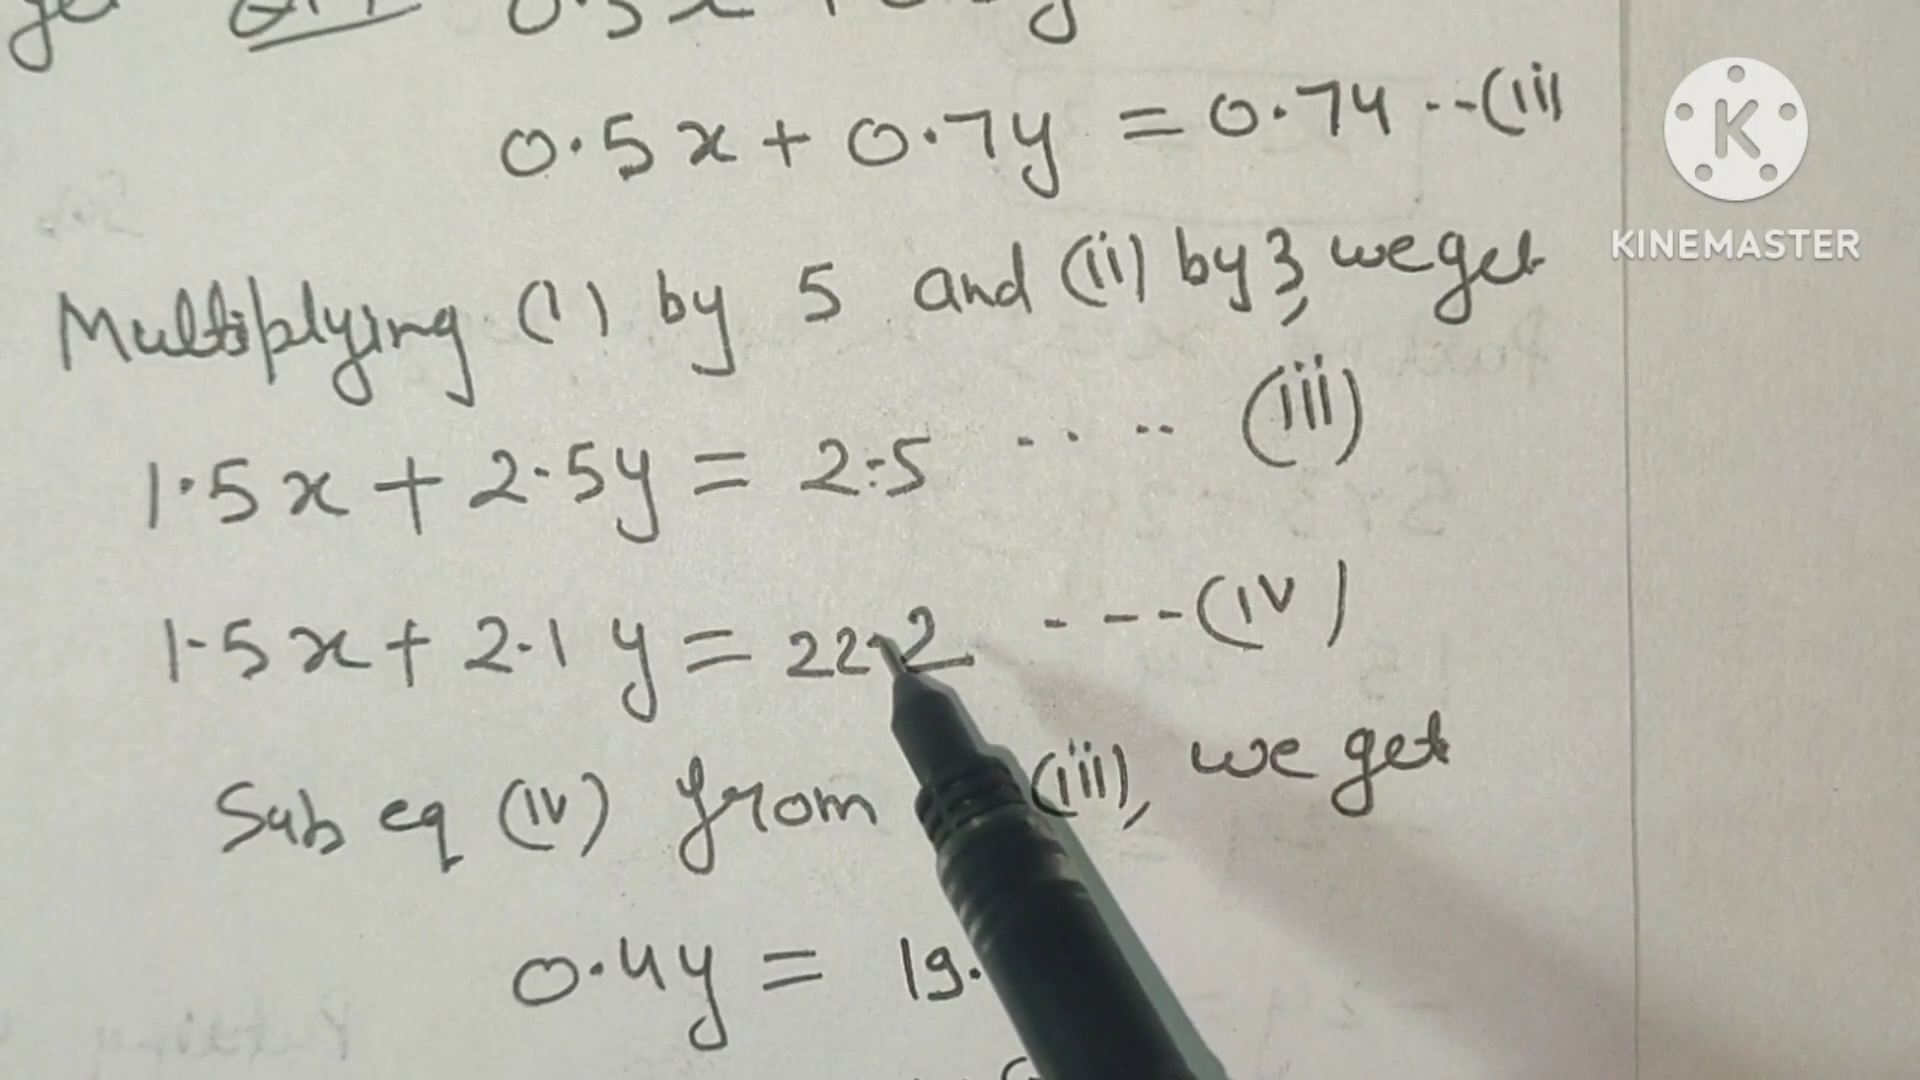 0.5x + 0.7y = 0.74 --(ii)
K
KINEMASTER
Multiplying (i) by 5 and (ii) by 3, we get
1.5x + 2.5y = 2.5 ---- (iii)
1.5x + 2.1y = 22.2 ---(iv)
Sub eq (iv) from (iii), we get
0.4y = 19.